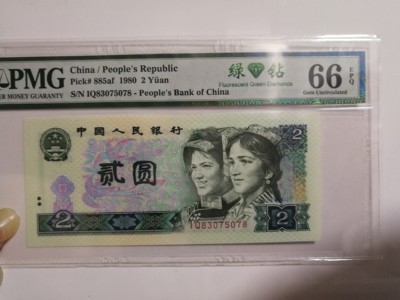 PMG
ER MONEY GUARANTY
China / People's Republic
Pick# 885af 1980 2 Yüan
S/N IQ83075078 - People's Bank of China
绿 钻
Fluorescent Green Diamonds
66 EPQ
Gem Uncirculated
中国人民银行
2
贰圆
2
2
IQ83075078